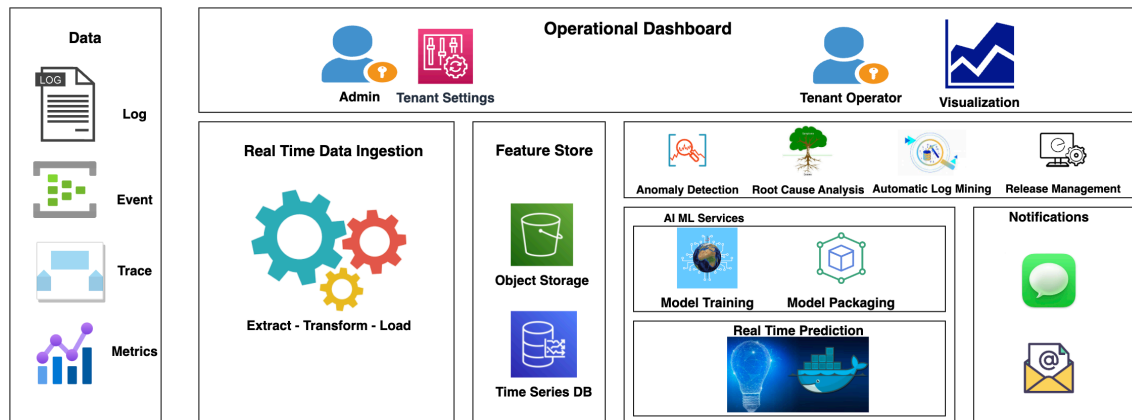 Data
LOG
Log
Event
Trace
Metrics
Operational Dashboard
Admin
Tenant Settings
Tenant Operator
Visualization
Real Time Data Ingestion
Extract - Transform - Load
Feature Store
Object Storage
Time Series DB
Anomaly Detection
Root Cause Analysis
Automatic Log Mining
Release Management
AI ML Services
Model Training
Model Packaging
Real Time Prediction
Notifications
@